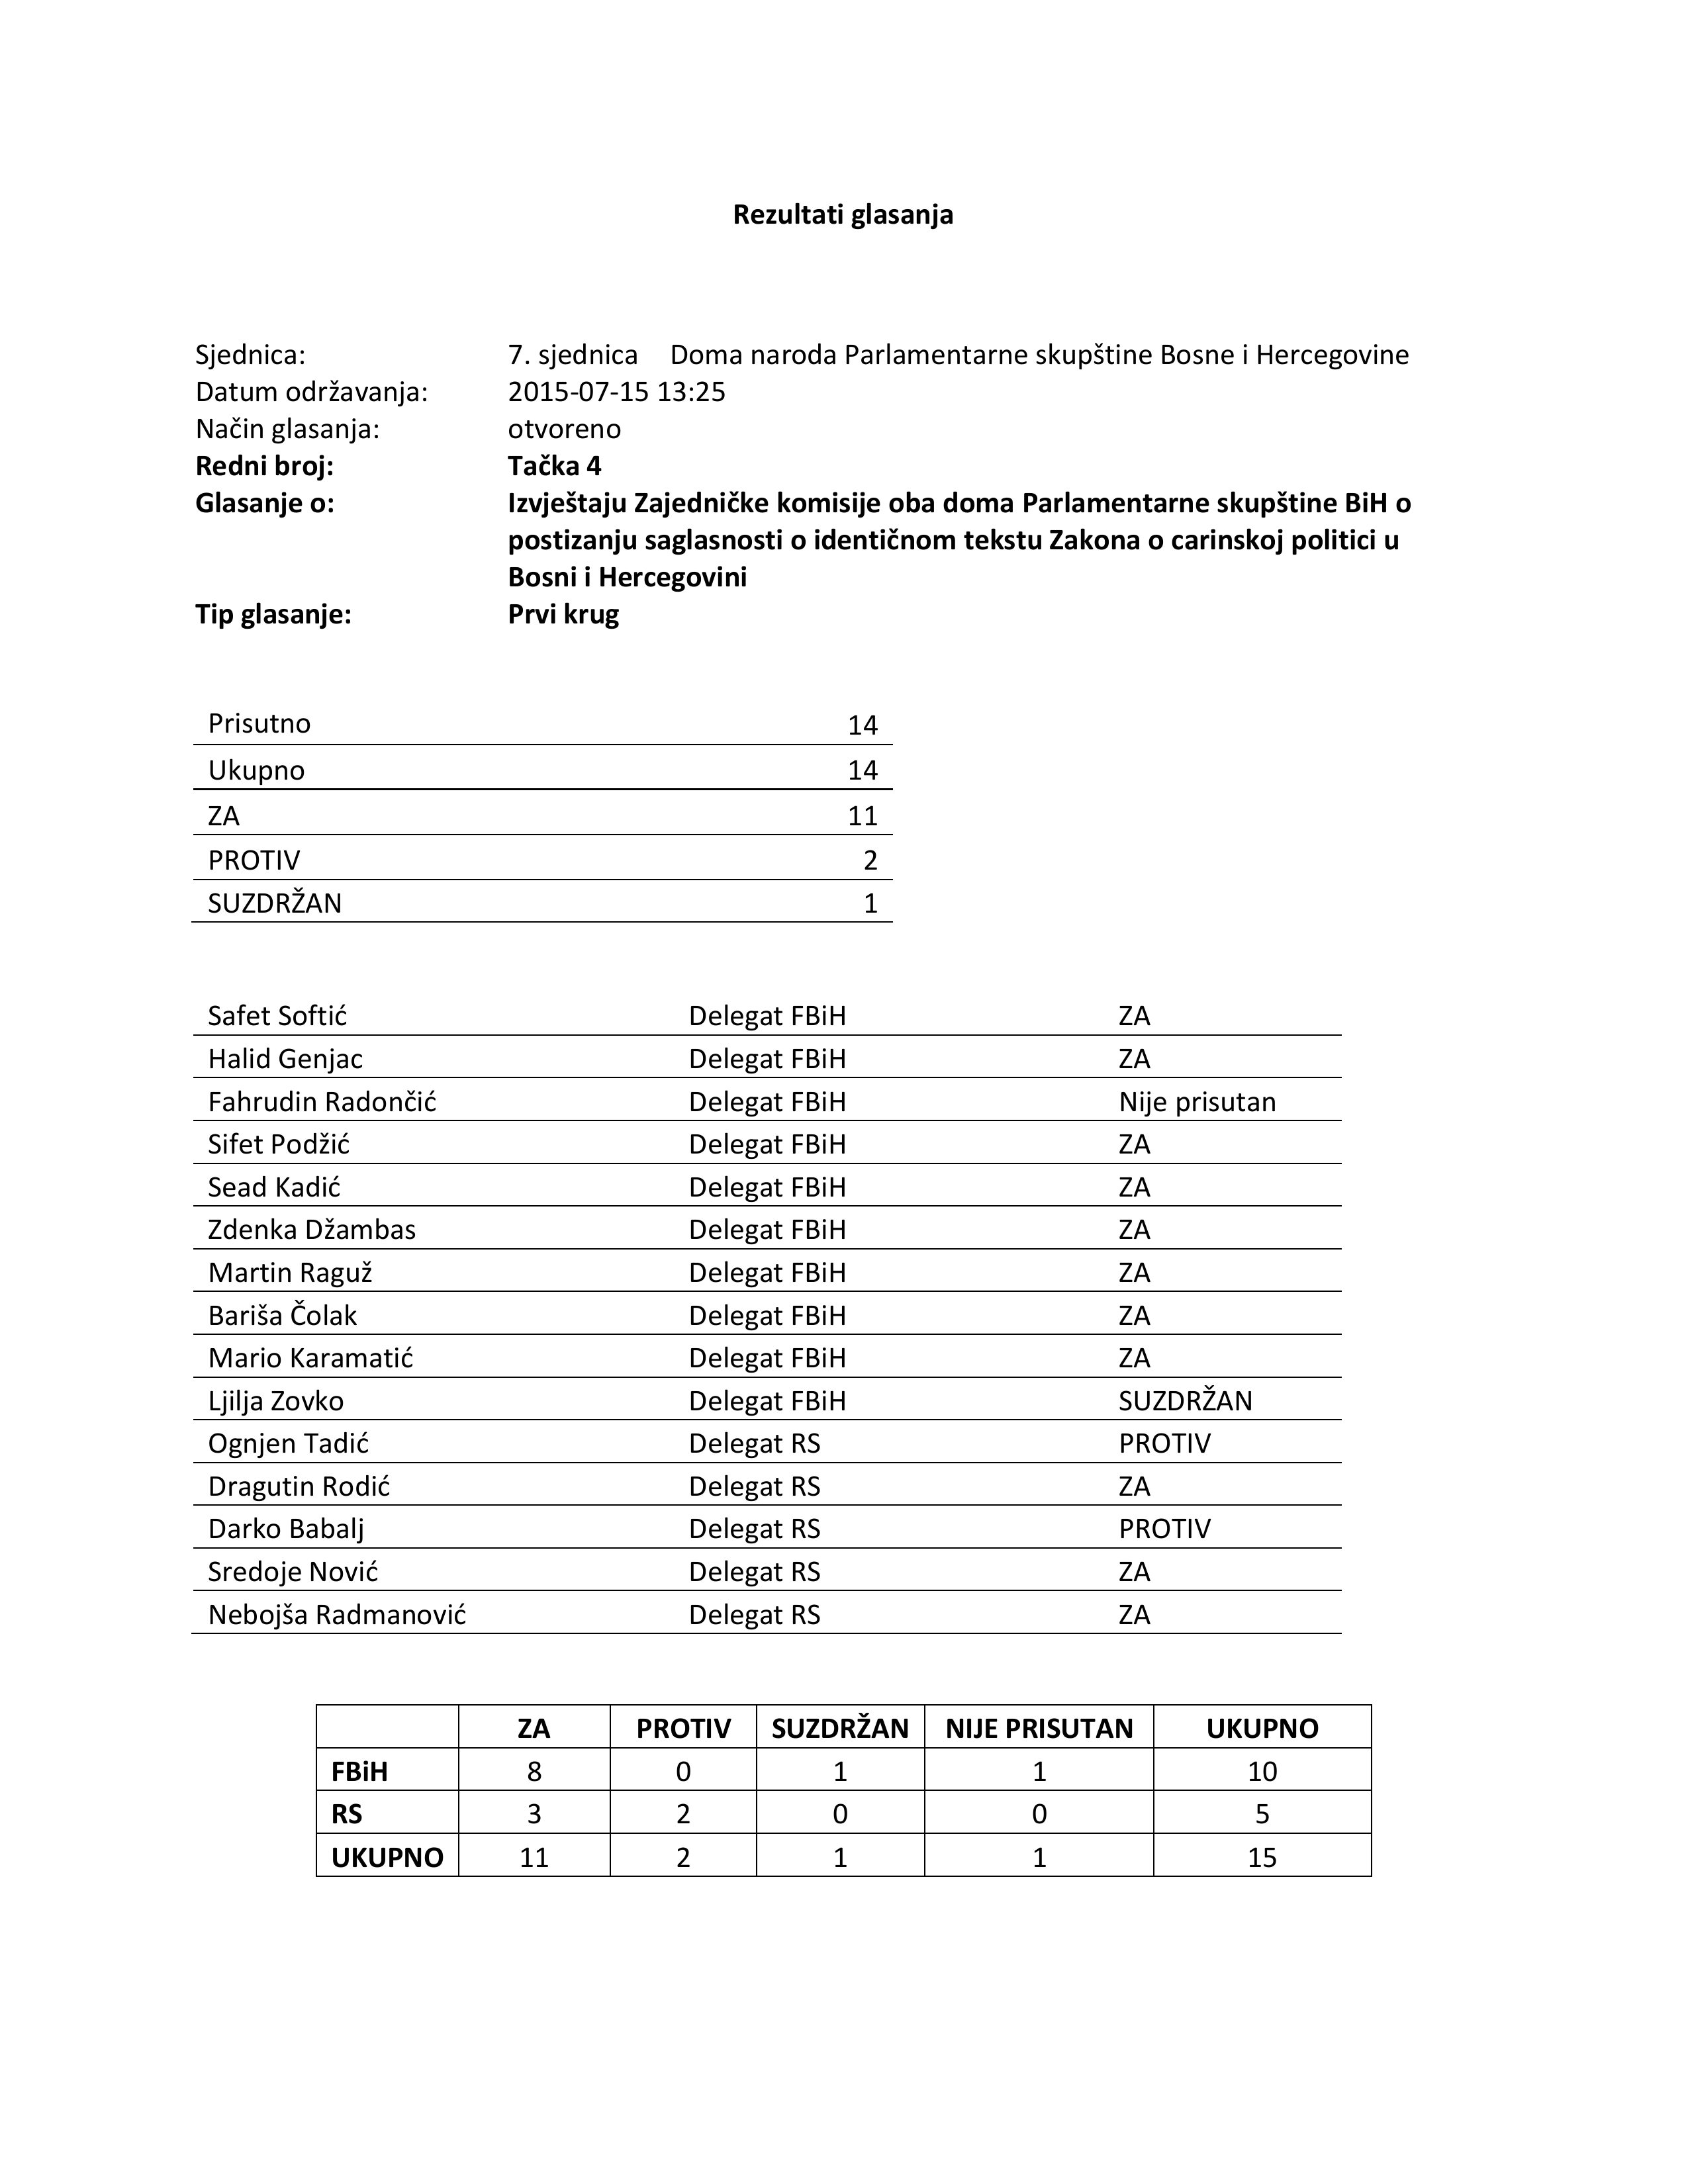 Rezultati glasanja
Sjednica: 7. sjednica Doma naroda Parlamentarne skupštine Bosne i Hercegovine
Datum održavanja: 2015-07-15 13:25
Način glasanja: otvoreno
Redni broj: Tačka 4
Glasanje o: Izvještaju Zajedničke komisije oba doma Parlamentarne skupštine BiH o
postizanju saglasnosti o identičnom tekstu Zakona o carinskoj politici u
Bosni i Hercegovini
Tip glasanje: Prvi krug
Prisutno 14
Ukupno 14
ZA 11
PROTIV 2
SUZDRŽAN 1
Safet Softić Delegat FBiH ZA
Halid Genjac Delegat FBiH ZA
Fahrudin Radončić Delegat FBiH Nije prisutan
Sifet Podžić Delegat FBiH ZA
Sead Kadić Delegat FBiH ZA
Zdenka Džambas Delegat FBiH ZA
Martin Raguž Delegat FBiH ZA
Bariša Čolak Delegat FBiH ZA
Mario Karamatić Delegat FBiH ZA
Ljilja Zovko Delegat FBiH SUZDRŽAN
Ognjen Tadić Delegat RS PROTIV
Dragutin Rodić Delegat RS ZA
Darko Babalj Delegat RS PROTIV
Sredoje Nović Delegat RS ZA
Nebojša Radmanović Delegat RS ZA
ZA PROTIV SUZDRŽAN NIJE PRISUTAN UKUPNO
FBiH 8 0 1 1 10
RS 3 2 0 0 5
UKUPNO 11 2 1 1 15